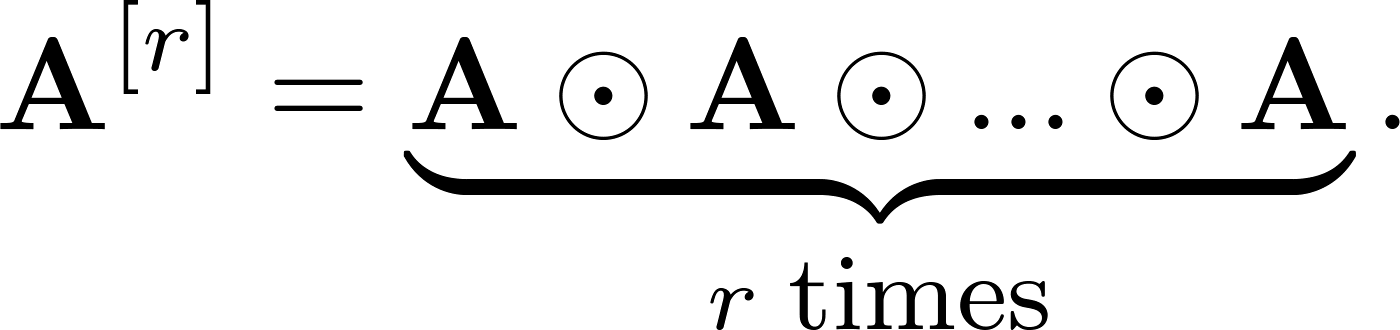 𝐀^[r] = 𝐀 ⊙ 𝐀 ⊙ ... ⊙ 𝐀 .
r times